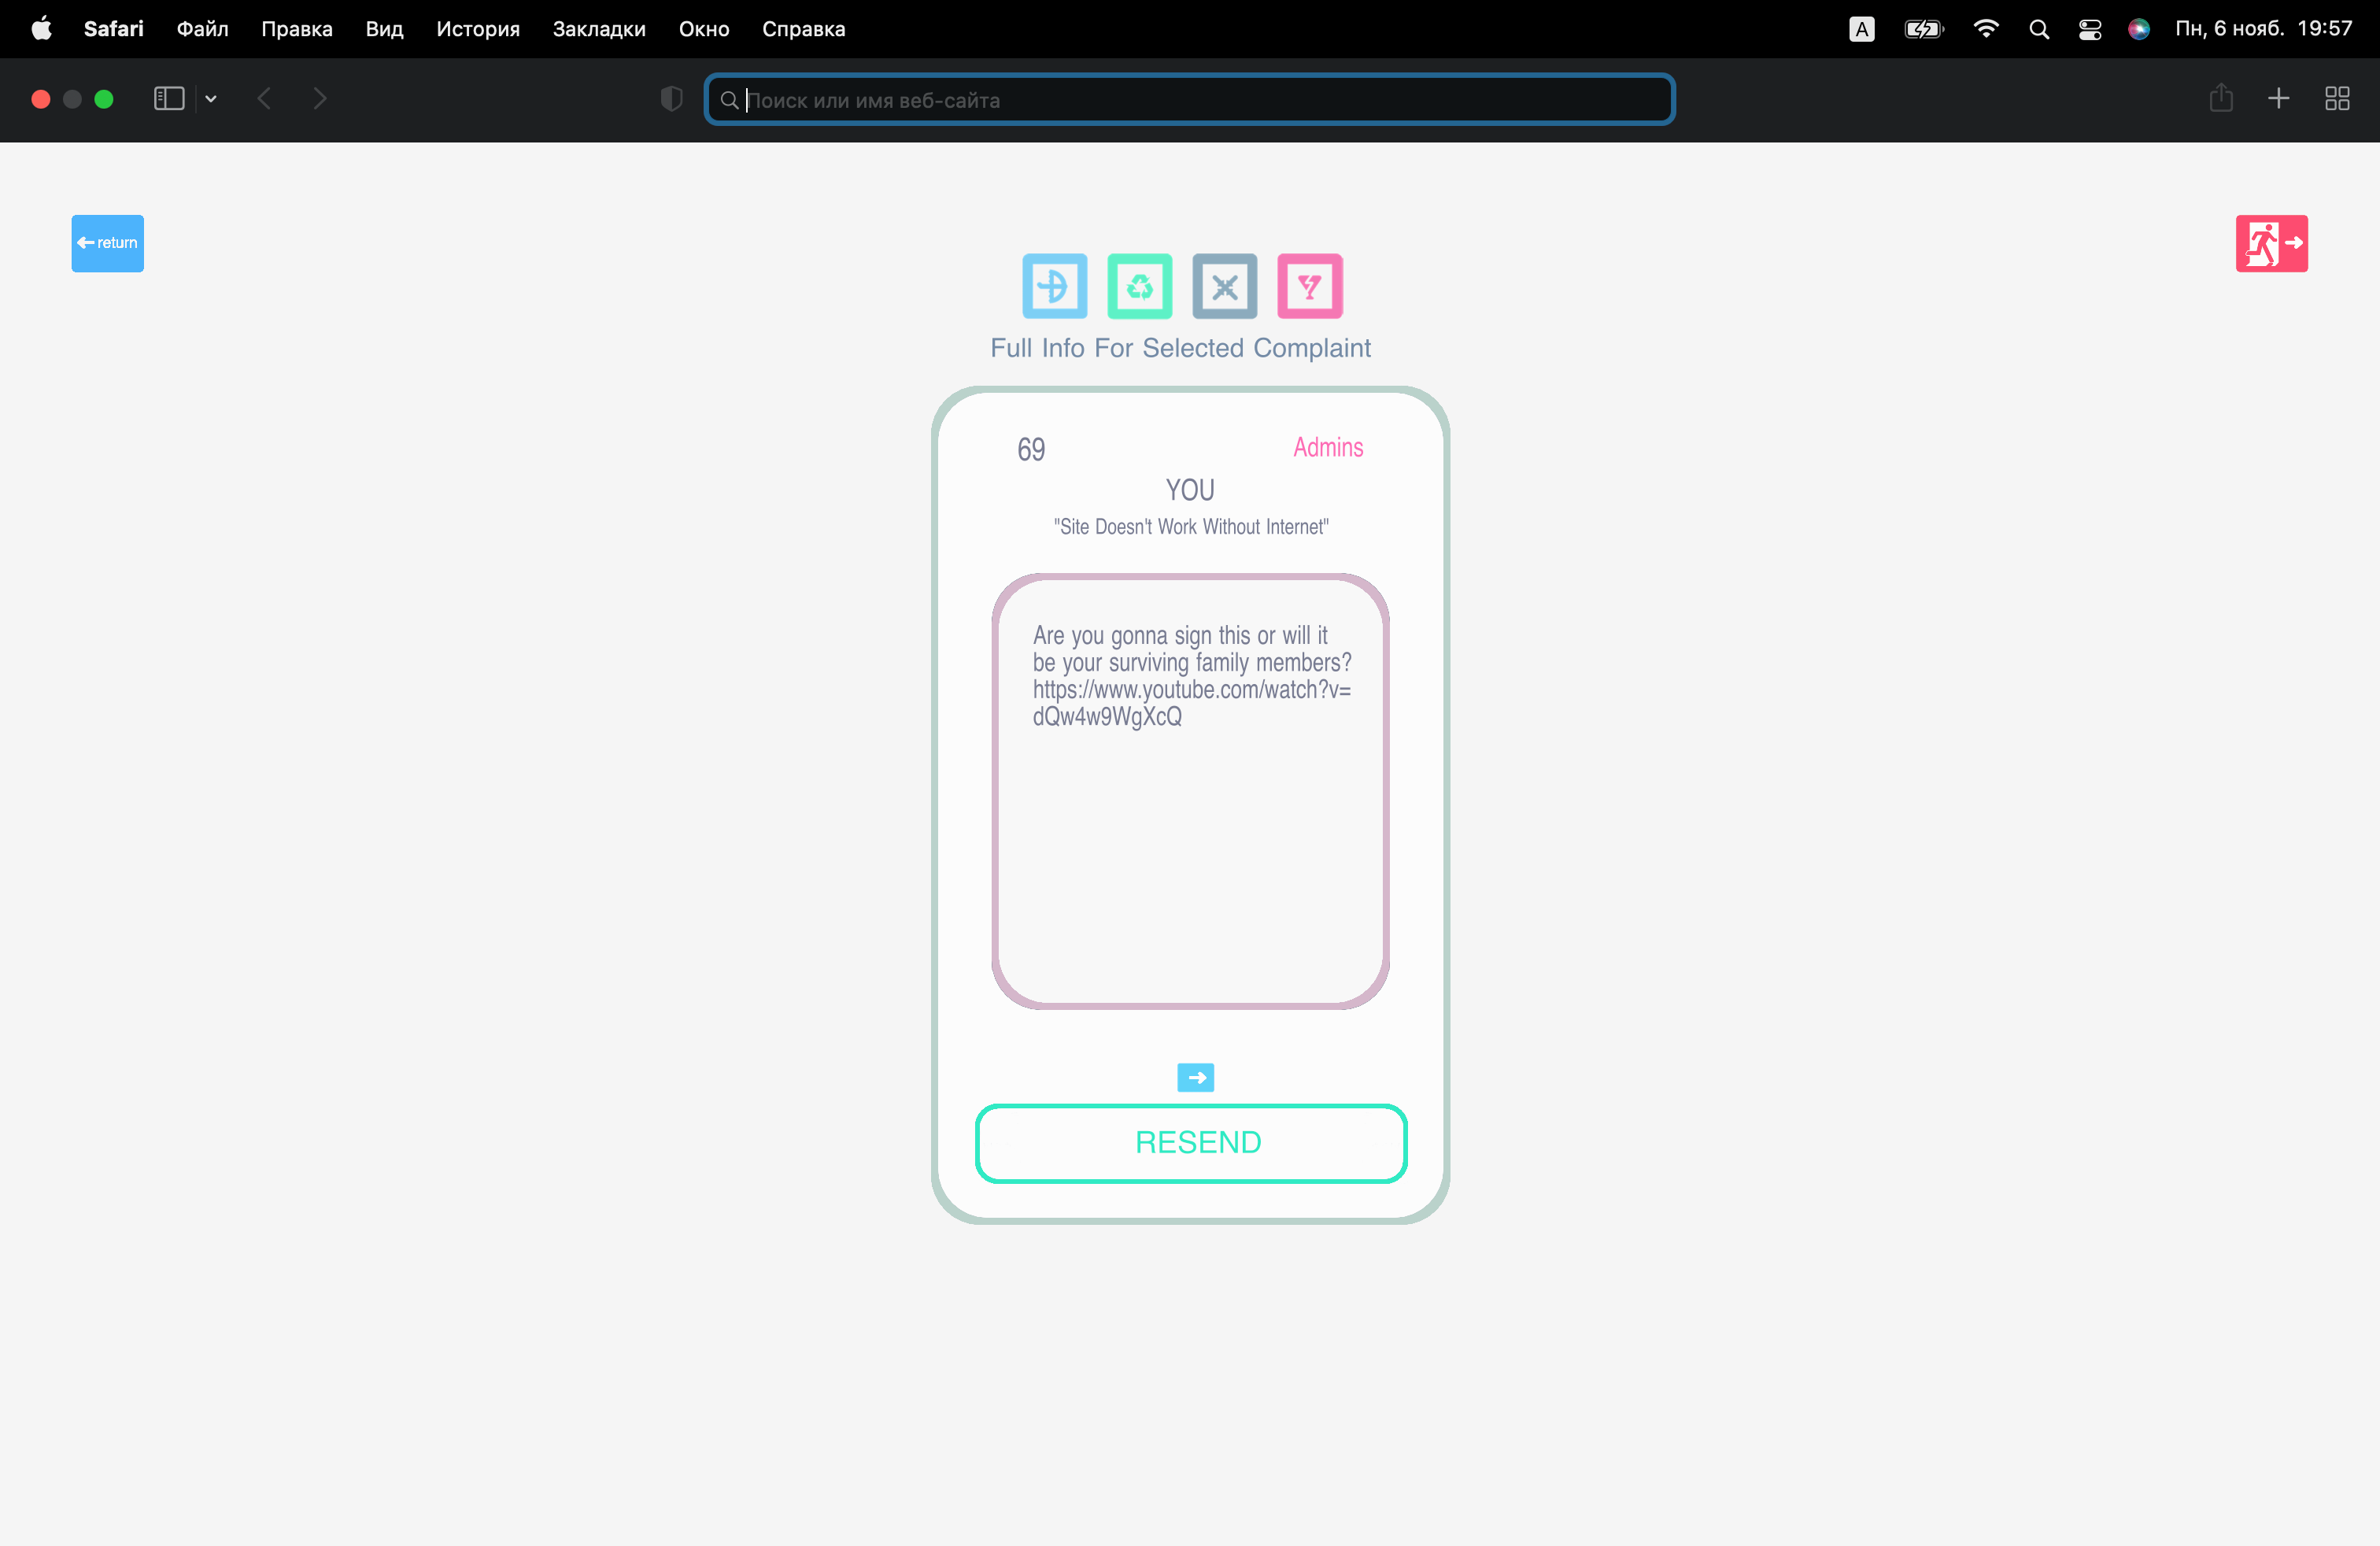 Safari Файл Правка Вид История Закладки Окно Справка A Пн, 6 нояб. 19:57
Поиск или имя веб-сайта
return
Full Info For Selected Complaint
69 Admins
YOU
"Site Doesn't Work Without Internet"
Are you gonna sign this or will it
be your surviving family members?
https://www.youtube.com/watch?v=
dQw4w9WgXcQ
RESEND